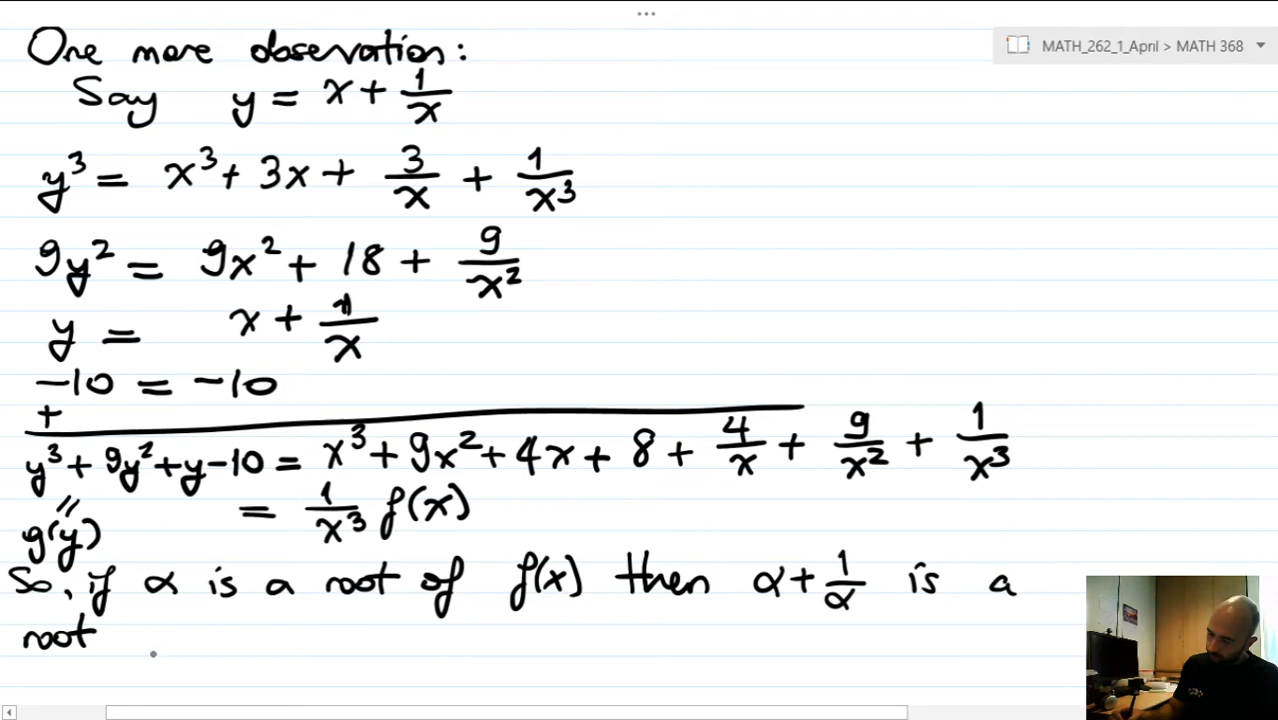 MATH_262_1_April > MATH 368
One more observation:
Say y = x + 1/x
y³ = x³ + 3x + 3/x + 1/x³
9y² = 9x² + 18 + 9/x²
y = x + 1/x
-10 = -10
+
y³ + 9y² + y - 10 = x³ + 9x² + 4x + 8 + 4/x + 9/x² + 1/x³
= 1/x³ f(x)
g(y)
So, if α is a root of f(x) then α + 1/α is a
root